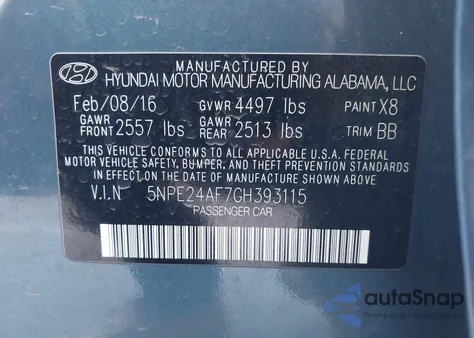 MANUFACTURED BY
HYUNDAI MOTOR MANUFACTURING ALABAMA, LLC
Feb/08/16 GVWR 4497 lbs PAINT X8
GAWR FRONT 2557 lbs GAWR REAR 2513 lbs TRIM BB
THIS VEHICLE CONFORMS TO ALL APPLICABLE U.S.A. FEDERAL
MOTOR VEHICLE SAFETY, BUMPER, AND THEFT PREVENTION STANDARDS
IN EFFECT ON THE DATE OF MANUFACTURE SHOWN ABOVE.
V.I.N 5NPE24AF7GH393115
PASSENGER CAR
autoSnap